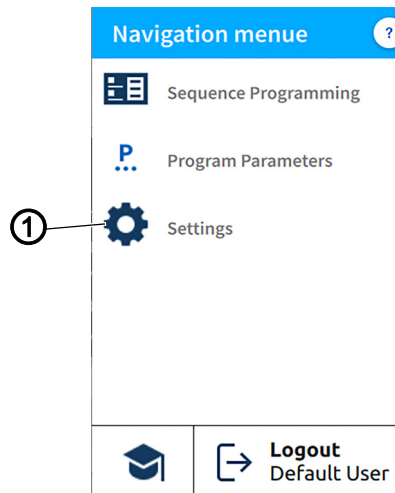 Navigation menue ?
Sequence Programming
P
Program Parameters
1
Settings
Logout
Default User